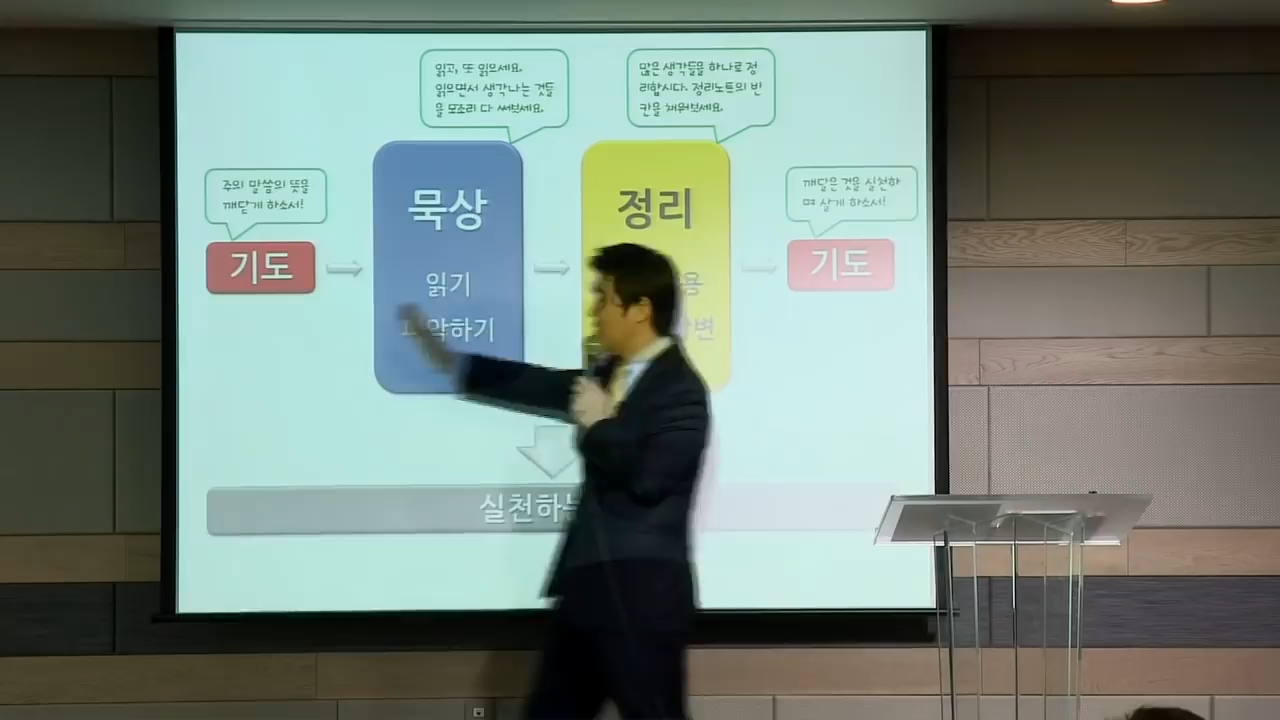 읽고, 또 읽으세요.
읽으면서 생각나는 것들
을 모조리 다 써보세요.
많은 생각들을 하나로 정
리합시다. 정리노트의 빈
칸을 채워보세요.
주의 말씀의 뜻을
깨닫게 하소서!
깨달은 것을 실천하
며 살게 하소서!
기도
묵상
정리
기도
읽기